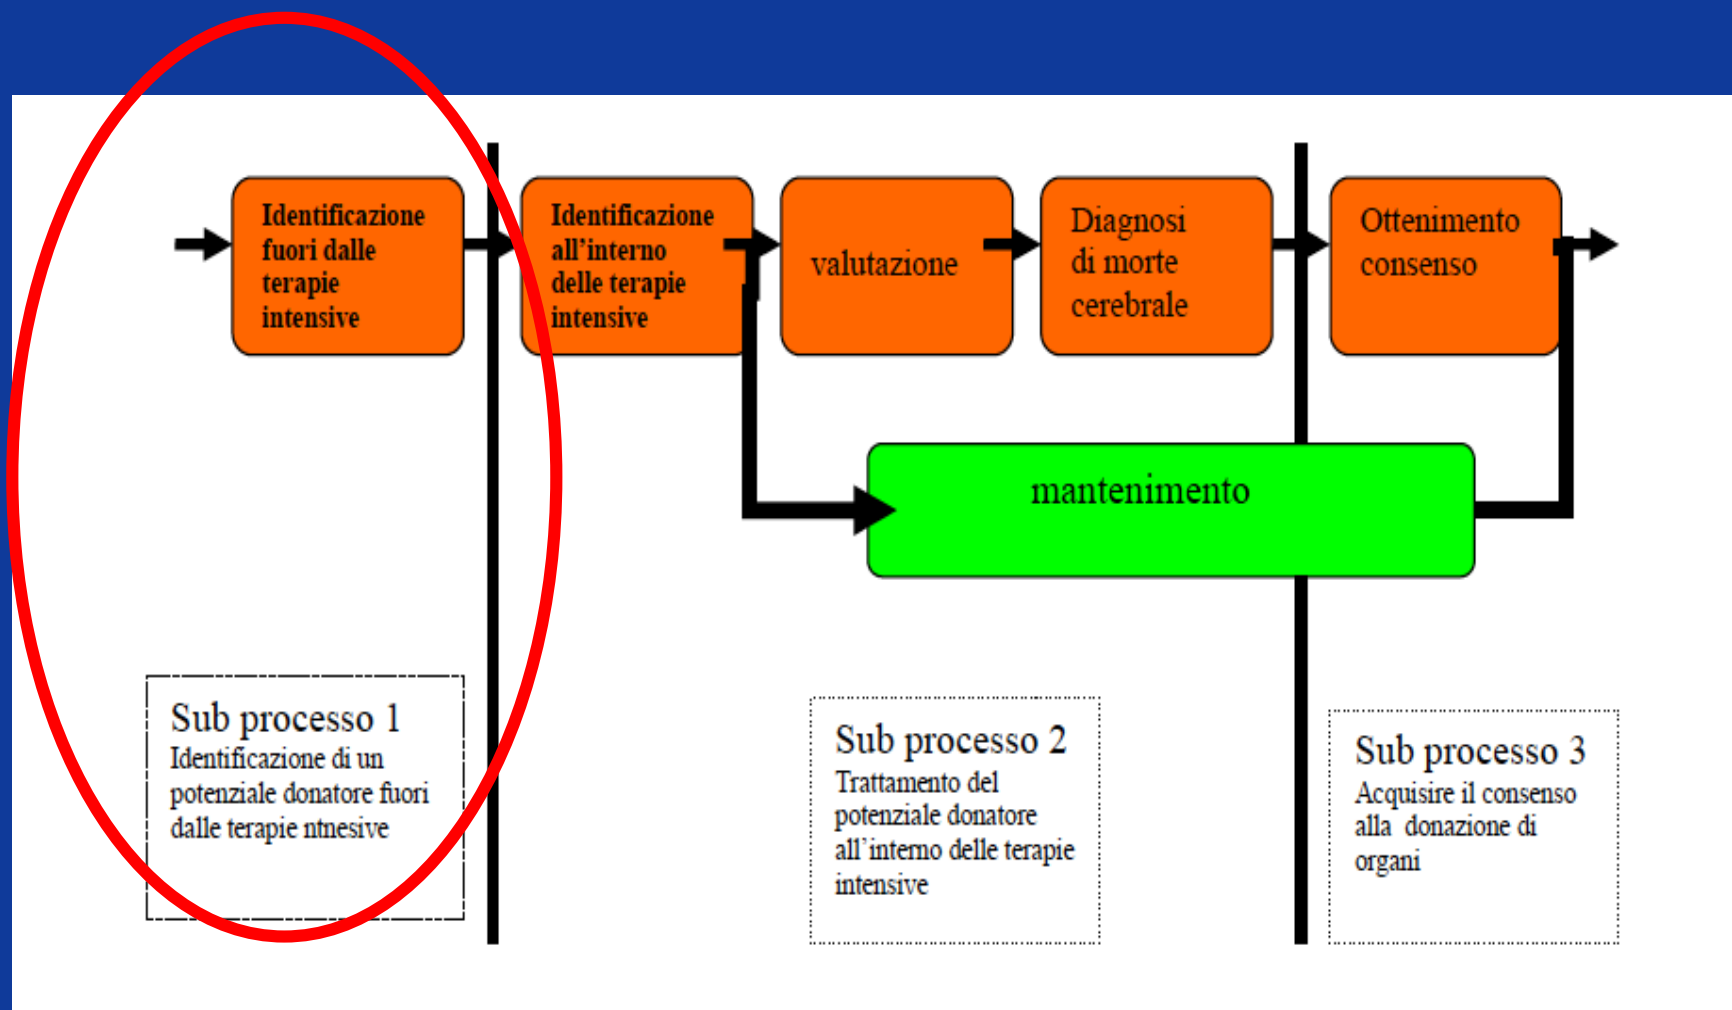 Identificazione
fuori dalle
terapie
intensive
Identificazione
all'interno
delle terapie
intensive
valutazione
Diagnosi
di morte
cerebrale
Ottenimento
consenso
mantenimento
Sub processo 1
Identificazione di un
potenziale donatore fuori
dalle terapie ntnesive
Sub processo 2
Trattamento del
potenziale donatore
all'interno delle terapie
intensive
Sub processo 3
Acquisire il consenso
alla donazione di
organi